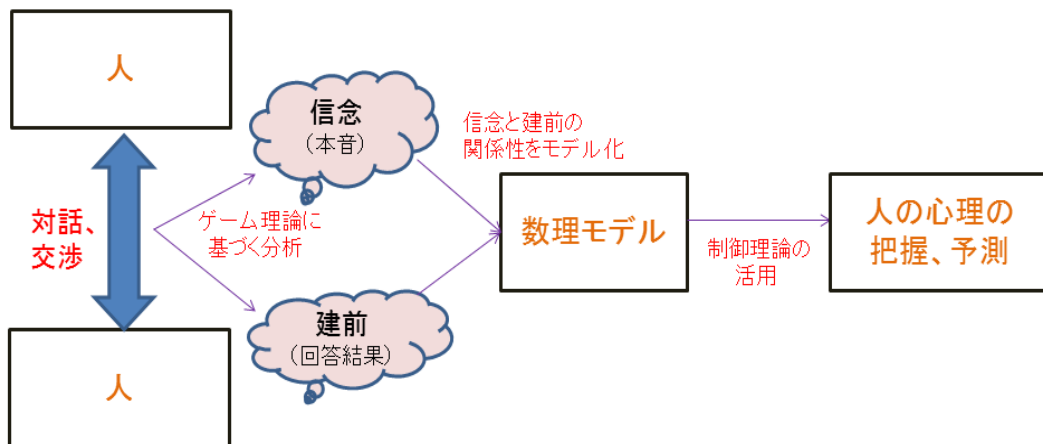 人
対話、
交渉
人
ゲーム理論に
基づく分析
信念
(本音)
建前
(回答結果)
信念と建前の
関係性をモデル化
数理モデル
制御理論の
活用
人の心理の
把握、予測